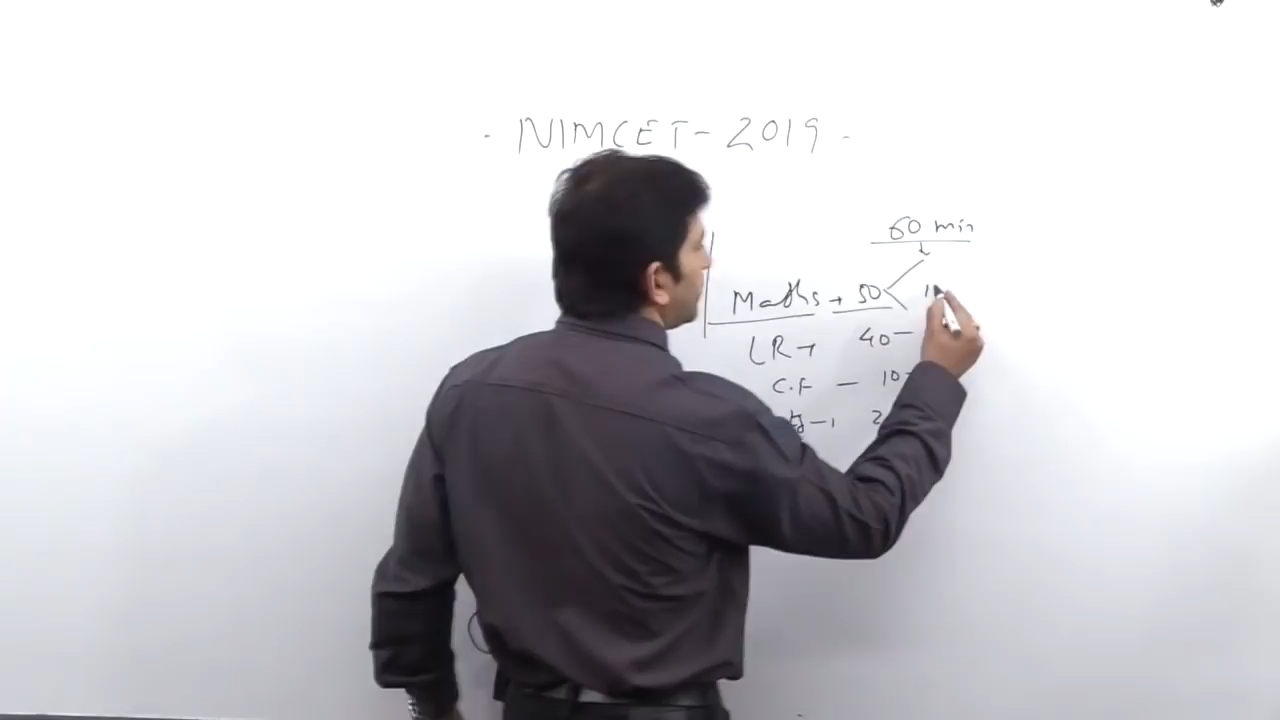 - NIMCET - 2019 -
60 min
Maths → 50
LR → 40 -
C.F - 10 -